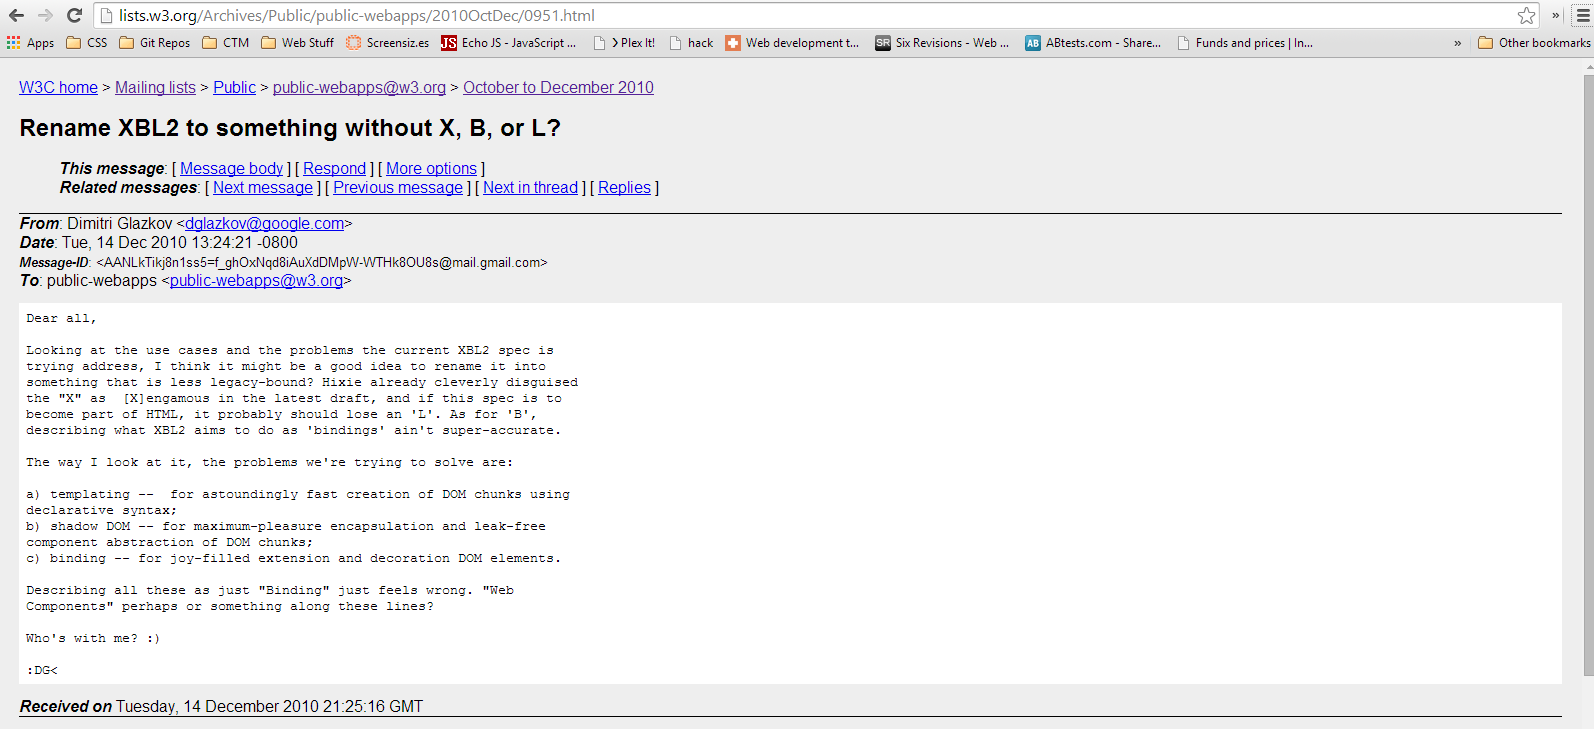 lists.w3.org/Archives/Public/public-webapps/2010OctDec/0951.html
Apps CSS Git Repos CTM Web Stuff Screensiz.es JS Echo JS - JavaScript ... > Plex It! hack Web development t... SR Six Revisions - Web ... AB ABtests.com - Share... Funds and prices | In... » Other bookmarks
W3C home > Mailing lists > Public > public-webapps@w3.org > October to December 2010
Rename XBL2 to something without X, B, or L?
This message: [ Message body ] [ Respond ] [ More options ]
Related messages: [ Next message ] [ Previous message ] [ Next in thread ] [ Replies ]
From: Dimitri Glazkov <dglazkov@google.com>
Date: Tue, 14 Dec 2010 13:24:21 -0800
Message-ID: <AANLkTikj8n1ss5=f_ghOxNqd8iAuXdDMpW-WTHk8OU8s@mail.gmail.com>
To: public-webapps <public-webapps@w3.org>
Dear all,
Looking at the use cases and the problems the current XBL2 spec is
trying address, I think it might be a good idea to rename it into
something that is less legacy-bound? Hixie already cleverly disguised
the "X" as  [X]engamous in the latest draft, and if this spec is to
become part of HTML, it probably should lose an 'L'. As for 'B',
describing what XBL2 aims to do as 'bindings' ain't super-accurate.
The way I look at it, the problems we're trying to solve are:
a) templating --  for astoundingly fast creation of DOM chunks using
declarative syntax;
b) shadow DOM -- for maximum-pleasure encapsulation and leak-free
component abstraction of DOM chunks;
c) binding -- for joy-filled extension and decoration DOM elements.
Describing all these as just "Binding" just feels wrong. "Web
Components" perhaps or something along these lines?
Who's with me? :)
:DG<
Received on Tuesday, 14 December 2010 21:25:16 GMT